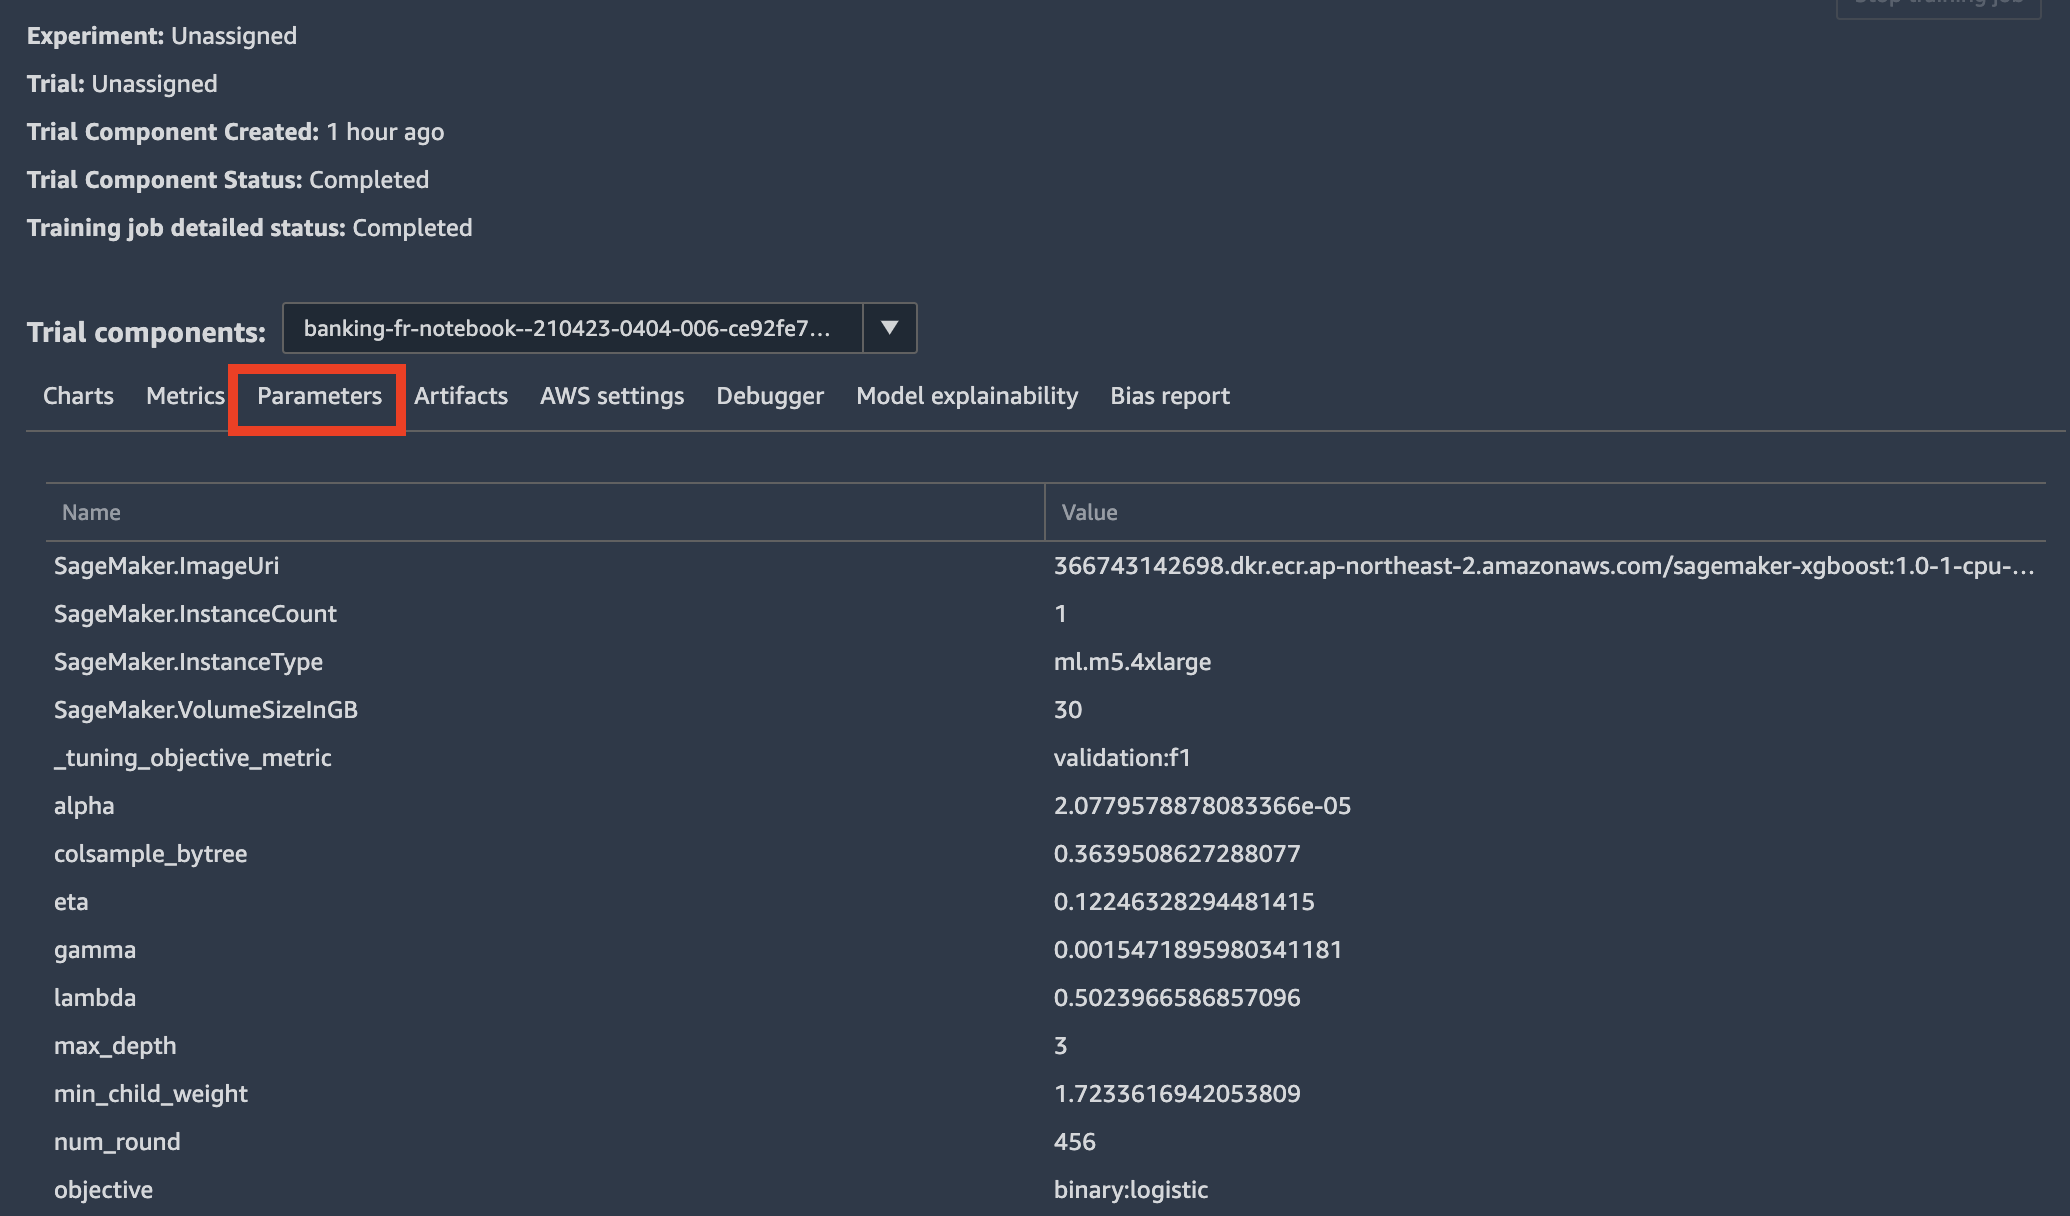 Experiment: Unassigned
Trial: Unassigned
Trial Component Created: 1 hour ago
Trial Component Status: Completed
Training job detailed status: Completed
Trial components: banking-fr-notebook--210423-0404-006-ce92fe7...
Charts Metrics Parameters Artifacts AWS settings Debugger Model explainability Bias report
Name Value
SageMaker.ImageUri 366743142698.dkr.ecr.ap-northeast-2.amazonaws.com/sagemaker-xgboost:1.0-1-cpu-...
SageMaker.InstanceCount 1
SageMaker.InstanceType ml.m5.4xlarge
SageMaker.VolumeSizeInGB 30
_tuning_objective_metric validation:f1
alpha 2.0779578878083366e-05
colsample_bytree 0.3639508627288077
eta 0.12246328294481415
gamma 0.0015471895980341181
lambda 0.5023966586857096
max_depth 3
min_child_weight 1.7233616942053809
num_round 456
objective binary:logistic